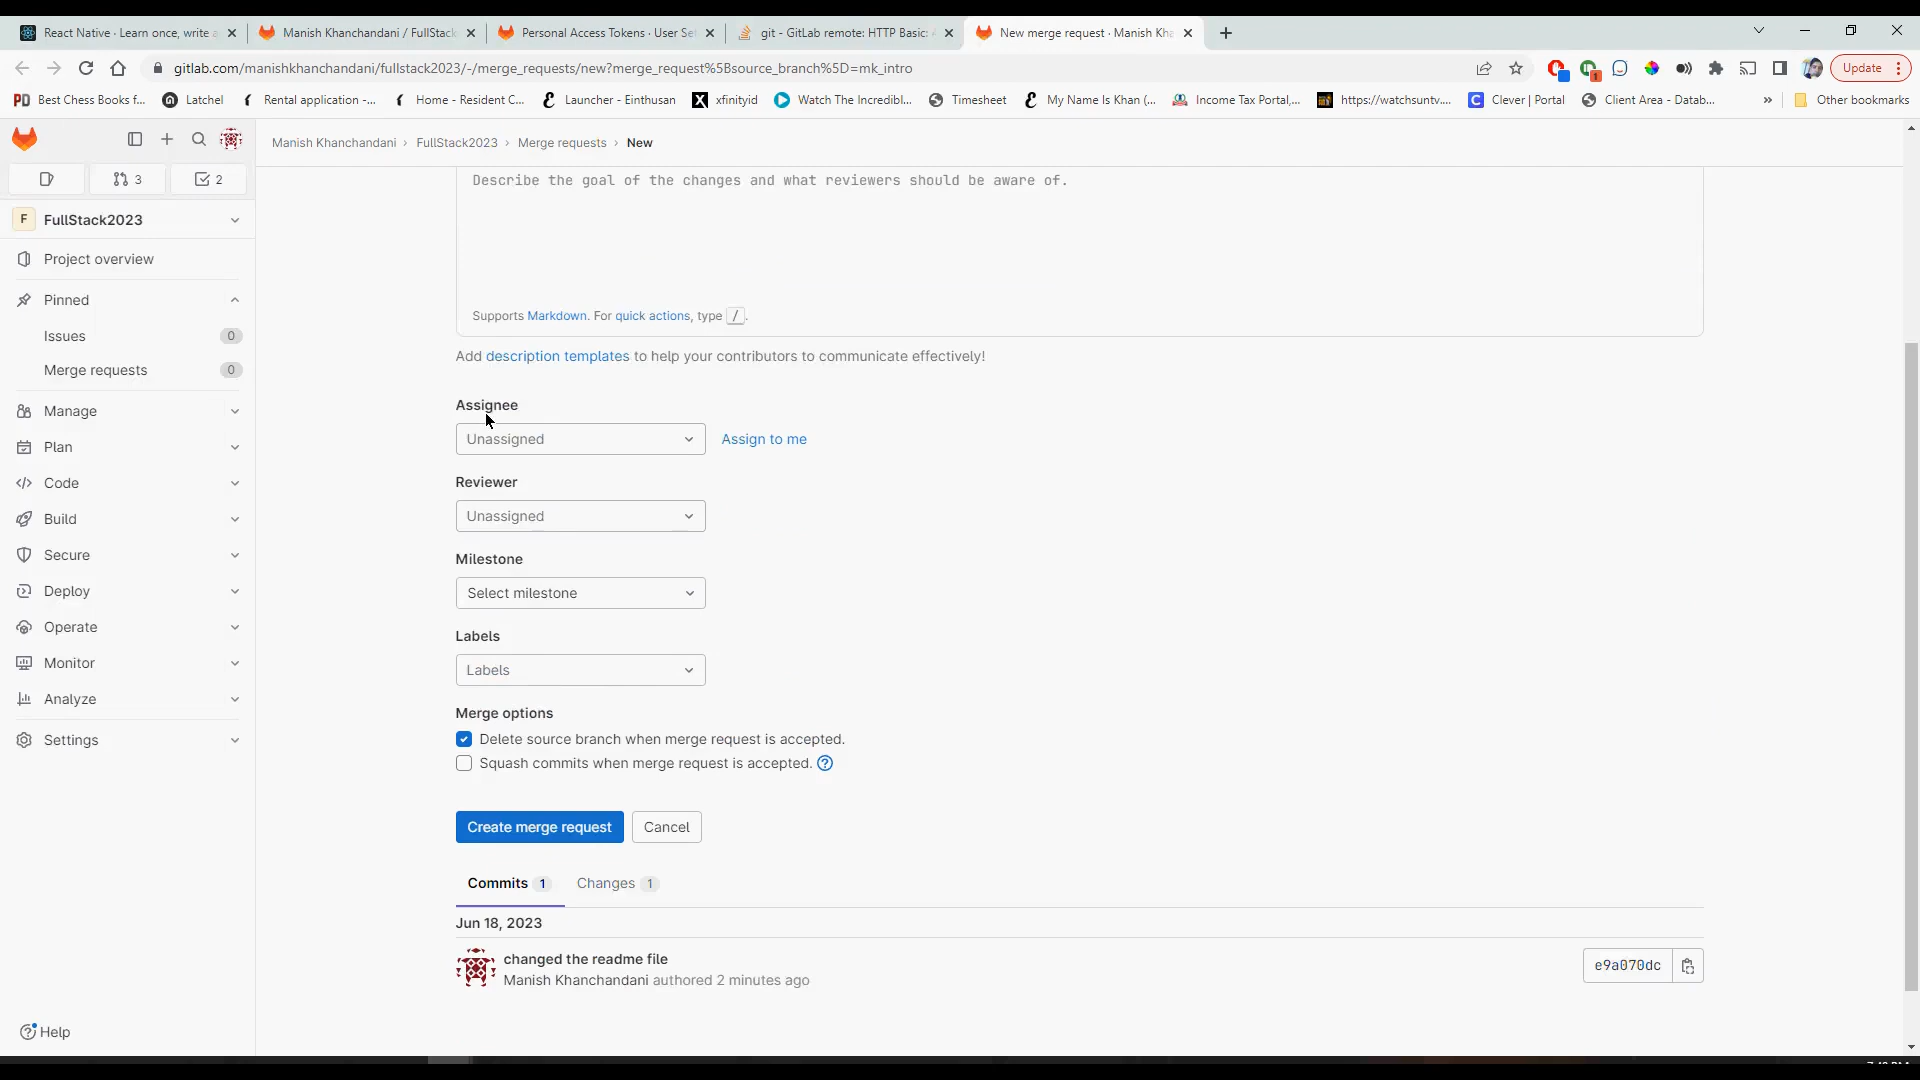 React Native · Learn once, write a
Manish Khanchandani / FullStack
Personal Access Tokens · User Se
git - GitLab remote: HTTP Basic:
New merge request · Manish Kha
gitlab.com/manishkhanchandani/fullstack2023/-/merge_requests/new?merge_request%5Bsource_branch%5D=mk_intro
Update
Best Chess Books f...
Latchel
Rental application -...
Home - Resident C...
Launcher - Einthusan
xfinityid
Watch The Incredibl...
Timesheet
My Name Is Khan (...
Income Tax Portal,...
https://watchsuntv....
Clever | Portal
Client Area - Datab...
»
Other bookmarks
3
2
Manish Khanchandani › FullStack2023 › Merge requests › New
F FullStack2023
Project overview
Pinned
Issues 0
Merge requests 0
Manage
Plan
Code
Build
Secure
Deploy
Operate
Monitor
Analyze
Settings
Help
Describe the goal of the changes and what reviewers should be aware of.
Supports Markdown. For quick actions, type /.
Add description templates to help your contributors to communicate effectively!
Assignee
Unassigned
Assign to me
Reviewer
Unassigned
Milestone
Select milestone
Labels
Labels
Merge options
Delete source branch when merge request is accepted.
Squash commits when merge request is accepted.
Create merge request
Cancel
Commits 1
Changes 1
Jun 18, 2023
changed the readme file
Manish Khanchandani authored 2 minutes ago
e9a070dc